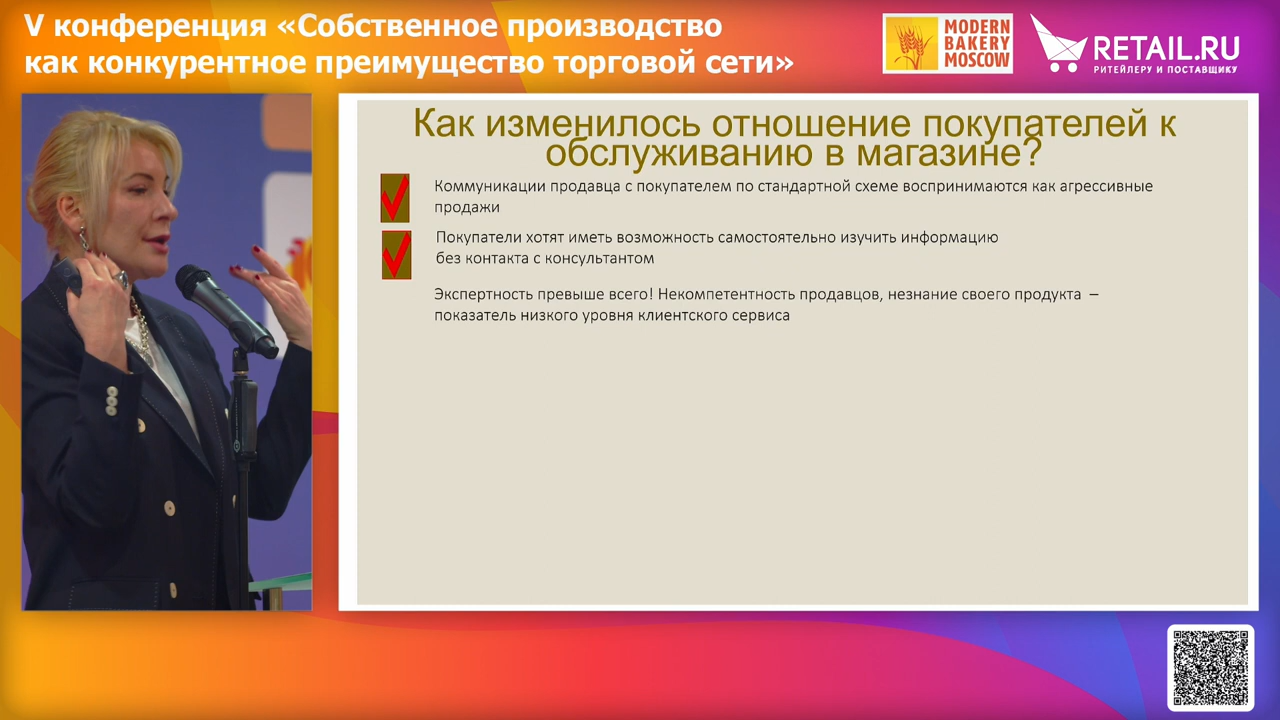 V конференция «Собственное производство
как конкурентное преимущество торговой сети»
MODERN
BAKERY
MOSCOW
RETAIL.RU
РИТЕЙЛЕРУ И ПОСТАВЩИКУ
Как изменилось отношение покупателей к
обслуживанию в магазине?
Коммуникации продавца с покупателем по стандартной схеме воспринимаются как агрессивные
продажи
Покупатели хотят иметь возможность самостоятельно изучить информацию
без контакта с консультантом
Экспертность превыше всего! Некомпетентность продавцов, незнание своего продукта –
показатель низкого уровня клиентского сервиса